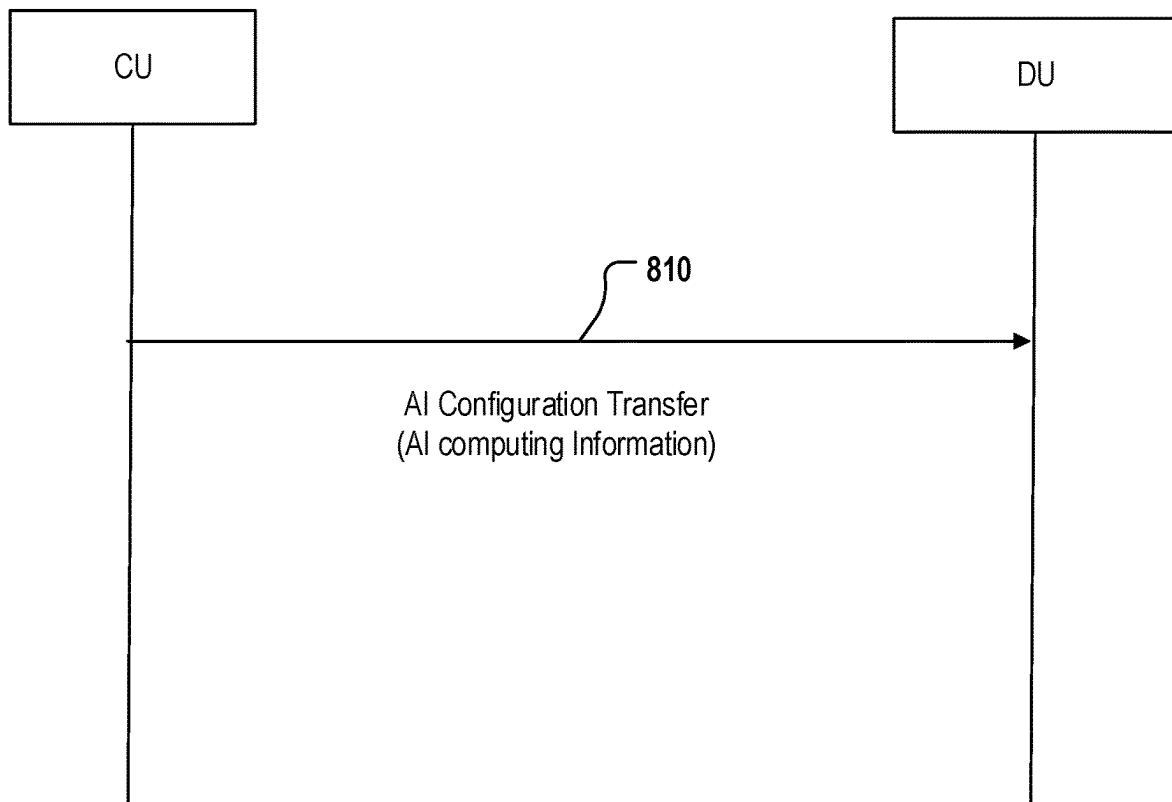 CU
DU
810
AI Configuration Transfer
(AI computing Information)